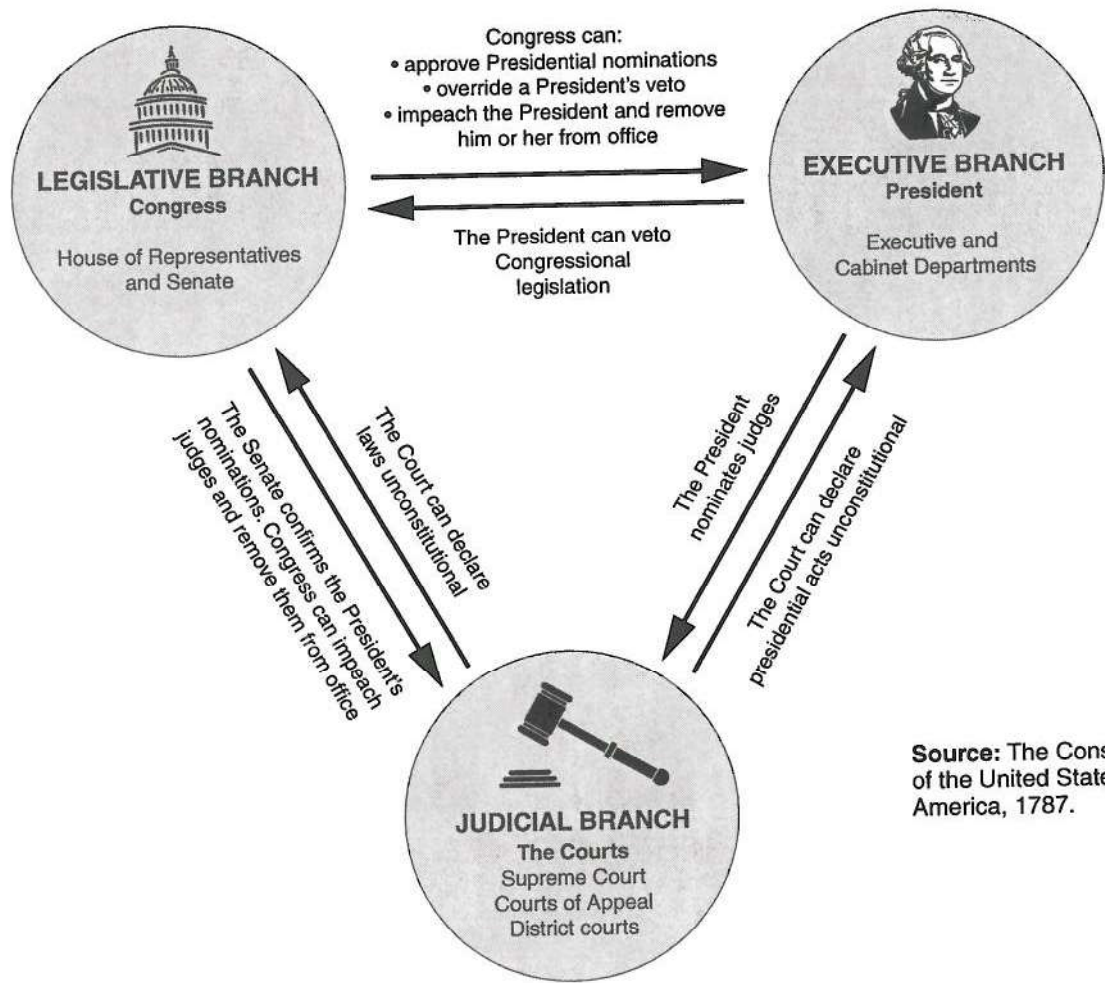 Congress can:
• approve Presidential nominations
• override a President's veto
• impeach the President and remove
him or her from office
LEGISLATIVE BRANCH
Congress
House of Representatives
and Senate
EXECUTIVE BRANCH
President
Executive and
Cabinet Departments
The President can veto
Congressional
legislation
The Senate confirms the President's
nominations. Congress can impeach
judges and remove them from office
The Court can declare
laws unconstitutional
The President
nominates judges
The Court can declare
presidential acts unconstitutional
JUDICIAL BRANCH
The Courts
Supreme Court
Courts of Appeal
District courts
Source: The Cons
of the United State
America, 1787.